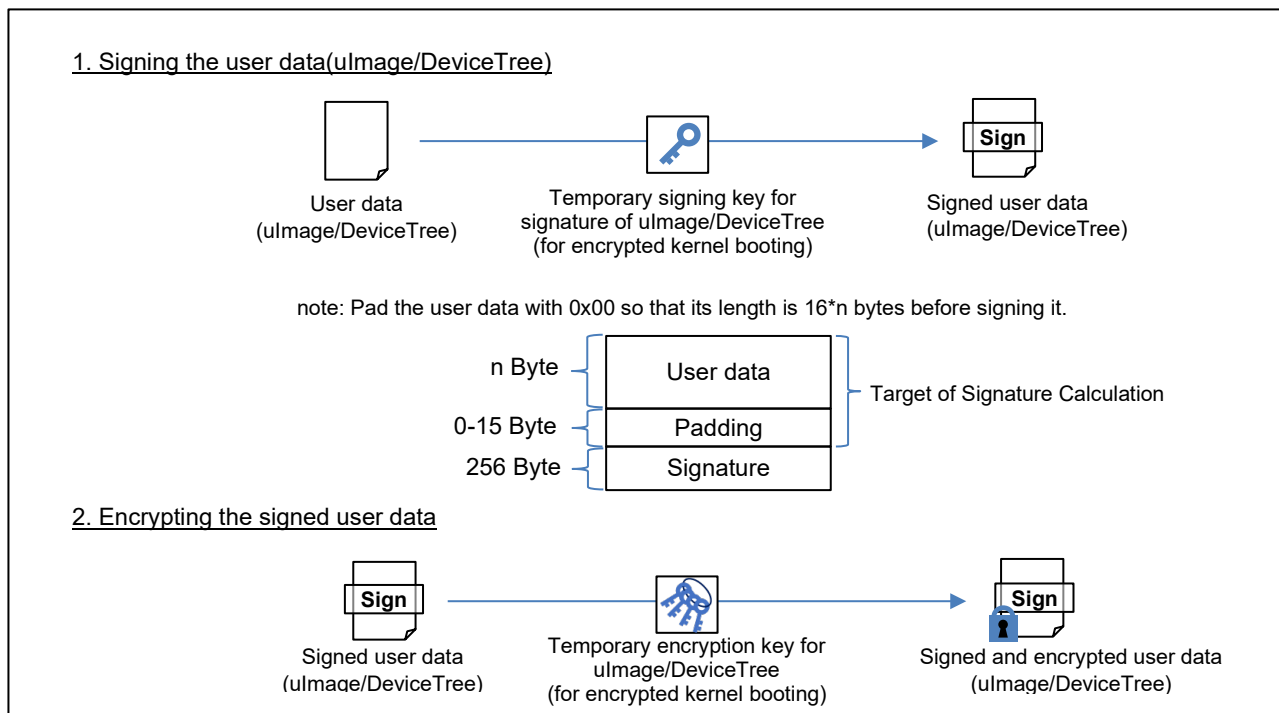 1. Signing the user data(uImage/DeviceTree)
Sign
User data
(uImage/DeviceTree)
Temporary signing key for
signature of uImage/DeviceTree
(for encrypted kernel booting)
Signed user data
(uImage/DeviceTree)
note: Pad the user data with 0x00 so that its length is 16*n bytes before signing it.
n Byte
User data
Target of Signature Calculation
0-15 Byte
Padding
256 Byte
Signature
2. Encrypting the signed user data
Sign
Sign
Signed user data
(uImage/DeviceTree)
Temporary encryption key for
uImage/DeviceTree
(for encrypted kernel booting)
Signed and encrypted user data
(uImage/DeviceTree)